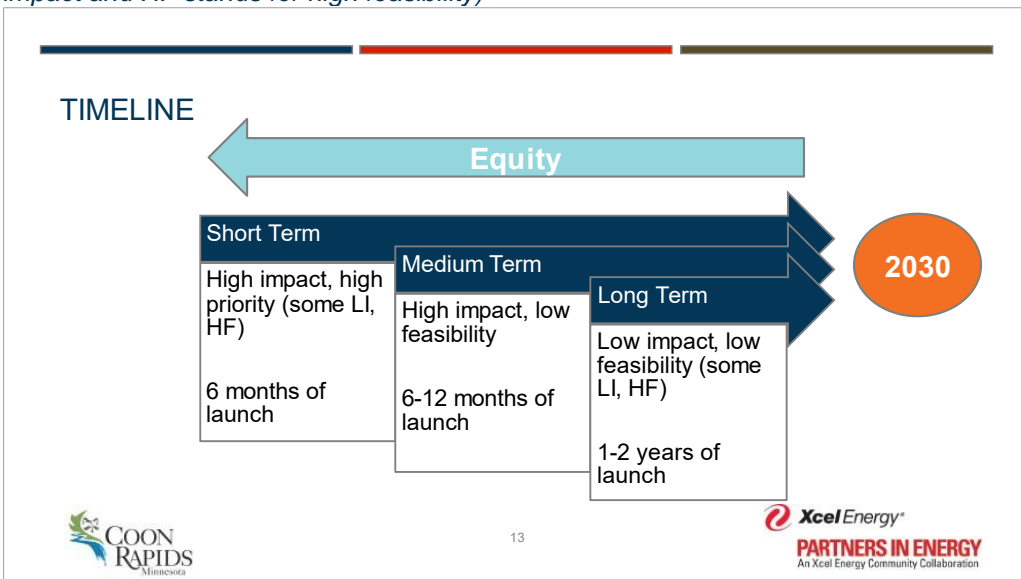 impact and HF stands for high feasibility)
TIMELINE
Equity
Short Term
High impact, high
priority (some LI,
HF)
6 months of
launch
Medium Term
High impact, low
feasibility
6-12 months of
launch
Long Term
Low impact, low
feasibility (some
LI, HF)
1-2 years of
launch
2030
COON
RAPIDS
Minnesota
13
Xcel Energy®
PARTNERS IN ENERGY
An Xcel Energy Community Collaboration